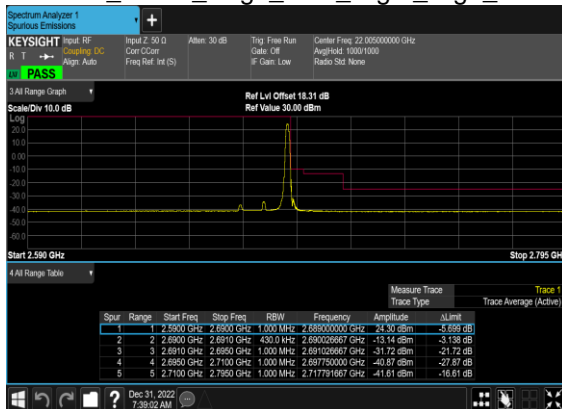 Spectrum Analyzer 1
Spurious Emissions
KEYSIGHT Input: RF Input Z: 50 Ω Atten: 30 dB Trig: Free Run Center Freq: 22.005000000 GHz
R T Coupling: DC Corr CCorr Gate: Off Avg|Hold: 1000/1000
Align: Auto Freq Ref: Int (S) IF Gain: Low Radio Std: None
PASS
3 All Range Graph
Ref Lvl Offset 18.31 dB
Scale/Div 10.0 dB Ref Value 30.00 dBm
Log
20.0
10.0
0.00
-10.0
-20.0
-30.0
-40.0
-50.0
-60.0
Start 2.590 GHz Stop 2.795 GH
4 All Range Table
Measure Trace Trace 1
Trace Type Trace Average (Active)
Spur Range Start Freq Stop Freq RBW Frequency Amplitude ΔLimit
1 1 2.5900 GHz 2.6900 GHz 1.000 MHz 2.689000000 GHz 24.30 dBm -5.699 dB
2 2 2.6900 GHz 2.6910 GHz 430.0 kHz 2.690026667 GHz -13.14 dBm -3.138 dB
3 3 2.6910 GHz 2.6950 GHz 1.000 MHz 2.691026667 GHz -31.72 dBm -21.72 dB
4 4 2.6950 GHz 2.7100 GHz 1.000 MHz 2.697750000 GHz -40.87 dBm -27.87 dB
5 5 2.7100 GHz 2.7950 GHz 1.000 MHz 2.717791667 GHz -41.61 dBm -16.61 dB
Dec 31, 2022
7:39:02 AM